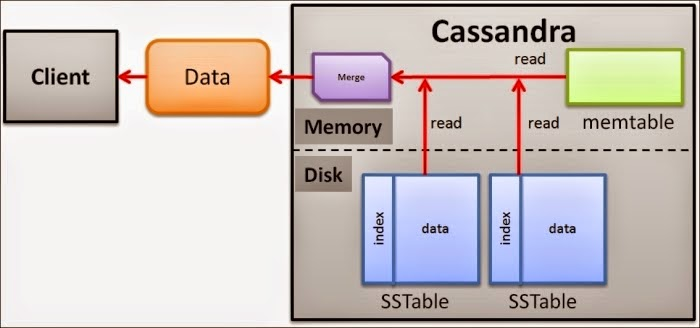 Cassandra
Client
Data
Merge
read
memtable
Memory
read
read
Disk
index
data
index
data
SSTable
SSTable